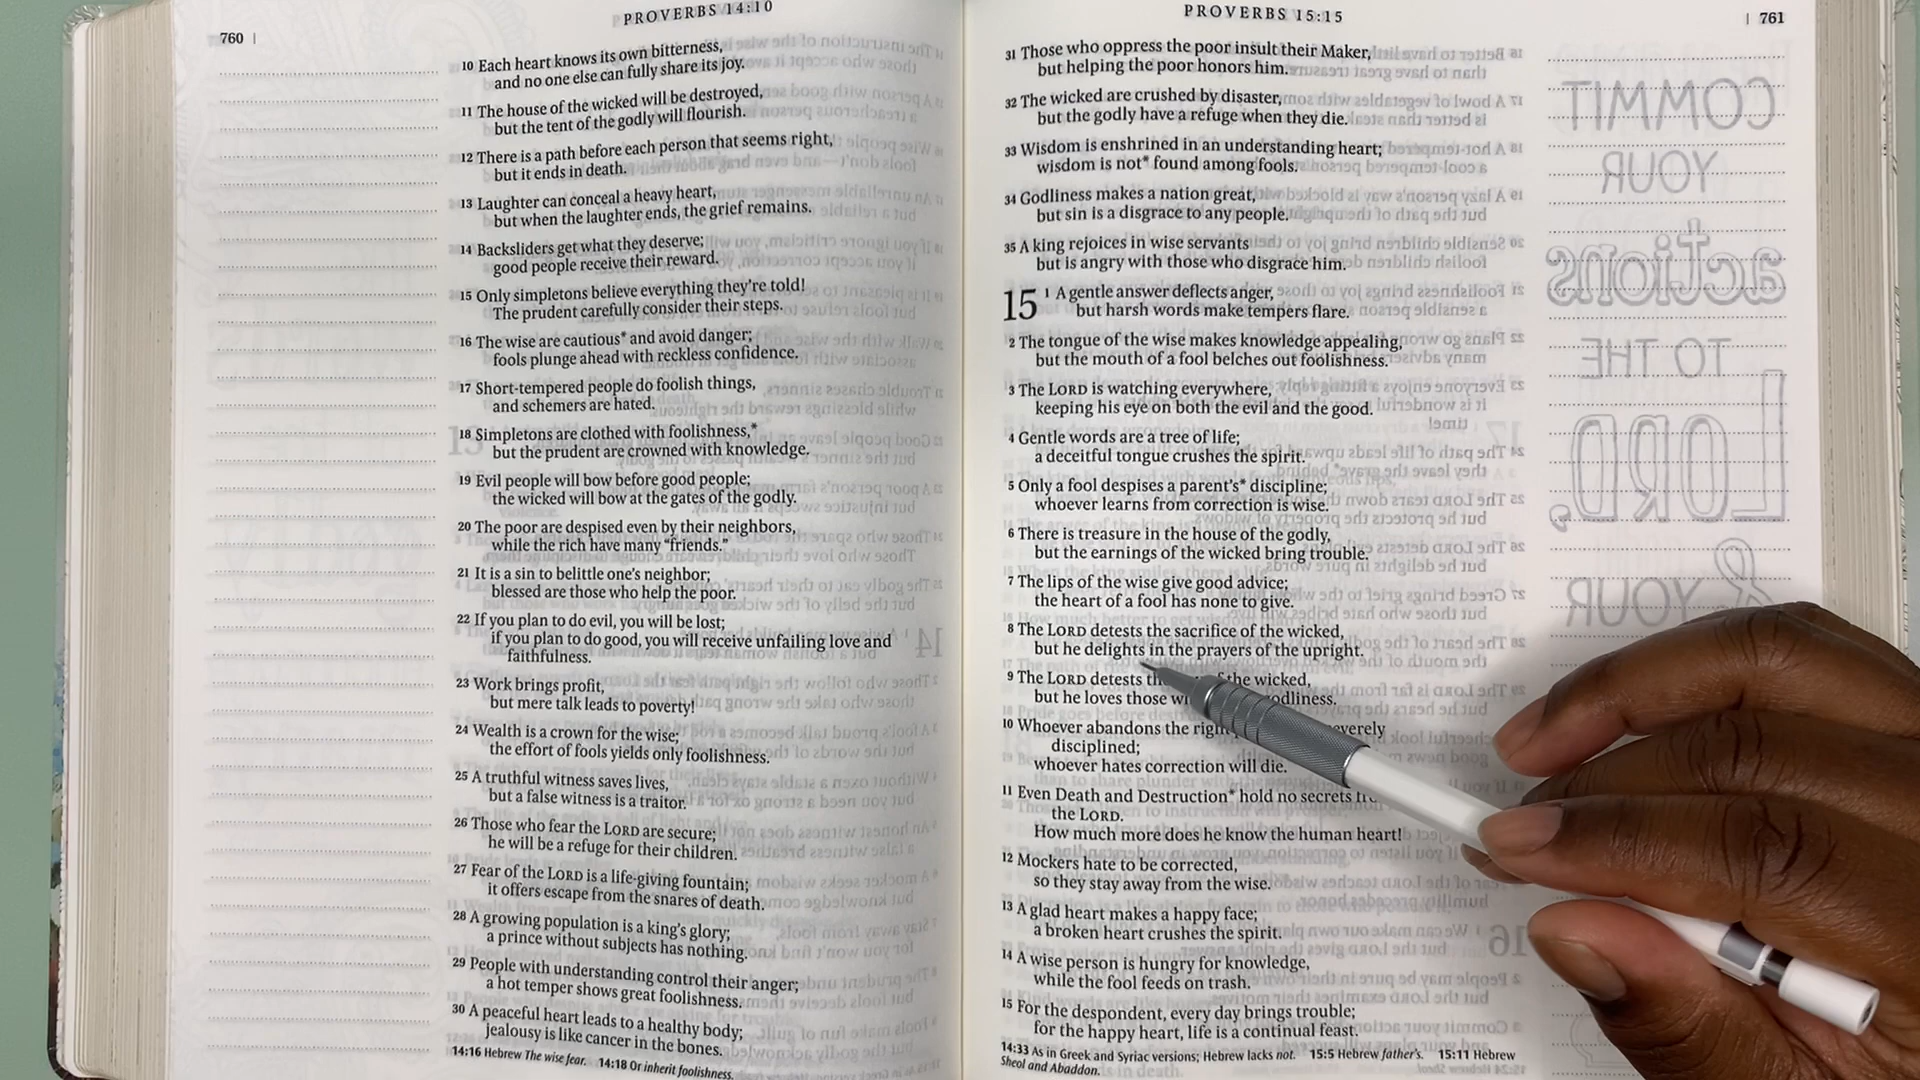 PROVERBS 14:10
760 |
10 Each heart knows its own bitterness,
and no one else can fully share its joy.
11 The house of the wicked will be destroyed,
but the tent of the godly will flourish.
12 There is a path before each person that seems right,
but it ends in death.
13 Laughter can conceal a heavy heart,
but when the laughter ends, the grief remains.
14 Backsliders get what they deserve;
good people receive their reward.
15 Only simpletons believe everything they’re told!
The prudent carefully consider their steps.
16 The wise are cautious* and avoid danger;
fools plunge ahead with reckless confidence.
17 Short-tempered people do foolish things,
and schemers are hated.
18 Simpletons are clothed with foolishness,*
but the prudent are crowned with knowledge.
19 Evil people will bow before good people;
the wicked will bow at the gates of the godly.
20 The poor are despised even by their neighbors,
while the rich have many “friends.”
21 It is a sin to belittle one’s neighbor;
blessed are those who help the poor.
22 If you plan to do evil, you will be lost;
if you plan to do good, you will receive unfailing love and
faithfulness.
23 Work brings profit,
but mere talk leads to poverty!
24 Wealth is a crown for the wise;
the effort of fools yields only foolishness.
25 A truthful witness saves lives,
but a false witness is a traitor.
26 Those who fear the LORD are secure;
he will be a refuge for their children.
27 Fear of the LORD is a life-giving fountain;
it offers escape from the snares of death.
28 A growing population is a king’s glory;
a prince without subjects has nothing.
29 People with understanding control their anger;
a hot temper shows great foolishness.
30 A peaceful heart leads to a healthy body;
jealousy is like cancer in the bones.
14:16 Hebrew The wise fear. 14:18 Or inherit foolishness.
PROVERBS 15:15
| 761
31 Those who oppress the poor insult their Maker,
but helping the poor honors him.
32 The wicked are crushed by disaster,
but the godly have a refuge when they die.
33 Wisdom is enshrined in an understanding heart;
wisdom is not* found among fools.
34 Godliness makes a nation great,
but sin is a disgrace to any people.
35 A king rejoices in wise servants
but is angry with those who disgrace him.
15 1 A gentle answer deflects anger,
but harsh words make tempers flare.
2 The tongue of the wise makes knowledge appealing,
but the mouth of a fool belches out foolishness.
3 The LORD is watching everywhere,
keeping his eye on both the evil and the good.
4 Gentle words are a tree of life;
a deceitful tongue crushes the spirit.
5 Only a fool despises a parent’s* discipline;
whoever learns from correction is wise.
6 There is treasure in the house of the godly,
but the earnings of the wicked bring trouble.
7 The lips of the wise give good advice;
the heart of a fool has none to give.
8 The LORD detests the sacrifice of the wicked,
but he delights in the prayers of the upright.
9 The LORD detests the wicked,
but he loves those
10 Whoever abandons the
disciplined;
whoever hates correction will die.
11 Even Death and Destruction* hold no secrets
the LORD.
How much more does he know the human heart!
12 Mockers hate to be corrected,
so they stay away from the wise.
13 A glad heart makes a happy face;
a broken heart crushes the spirit.
14 A wise person is hungry for knowledge,
while the fool feeds on trash.
15 For the despondent, every day brings trouble;
for the happy heart, life is a continual feast.
14:33 As in Greek and Syriac versions; Hebrew lacks not. 15:5 Hebrew father’s. 15:11 Hebrew
Sheol and Abaddon.
COMMIT
YOUR
actions
TO THE
LORD,
& YOUR